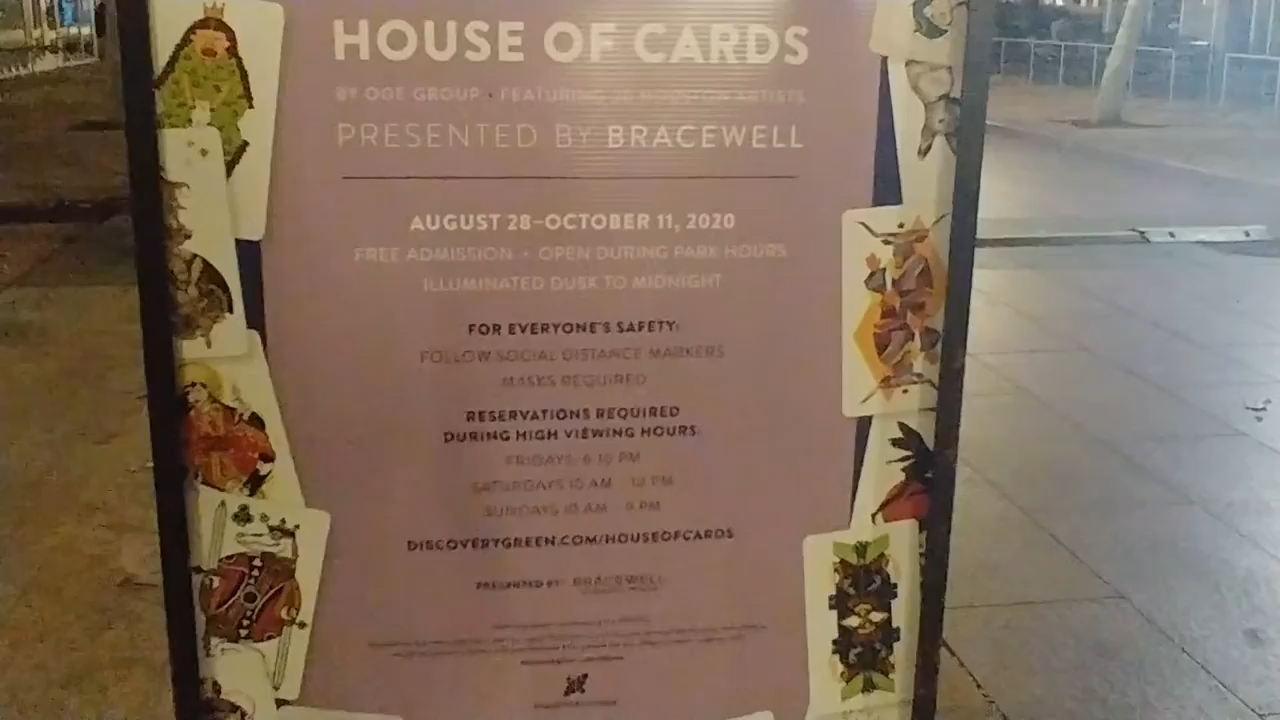 HOUSE OF CARDS
BY OGE GROUP • FEATURING HOUSTON ARTISTS
PRESENTED BY BRACEWELL
AUGUST 28–OCTOBER 11, 2020
FREE ADMISSION • OPEN DURING PARK HOURS
ILLUMINATED DUSK TO MIDNIGHT
FOR EVERYONE'S SAFETY:
FOLLOW SOCIAL DISTANCE MARKERS
MASKS REQUIRED
RESERVATIONS REQUIRED
DURING HIGH VIEWING HOURS:
FRIDAYS: 6-10 PM
SATURDAYS 10 AM - 10 PM
SUNDAYS 10 AM - 9 PM
DISCOVERYGREEN.COM/HOUSEOFCARDS
PRESENTED BY: BRACEWELL